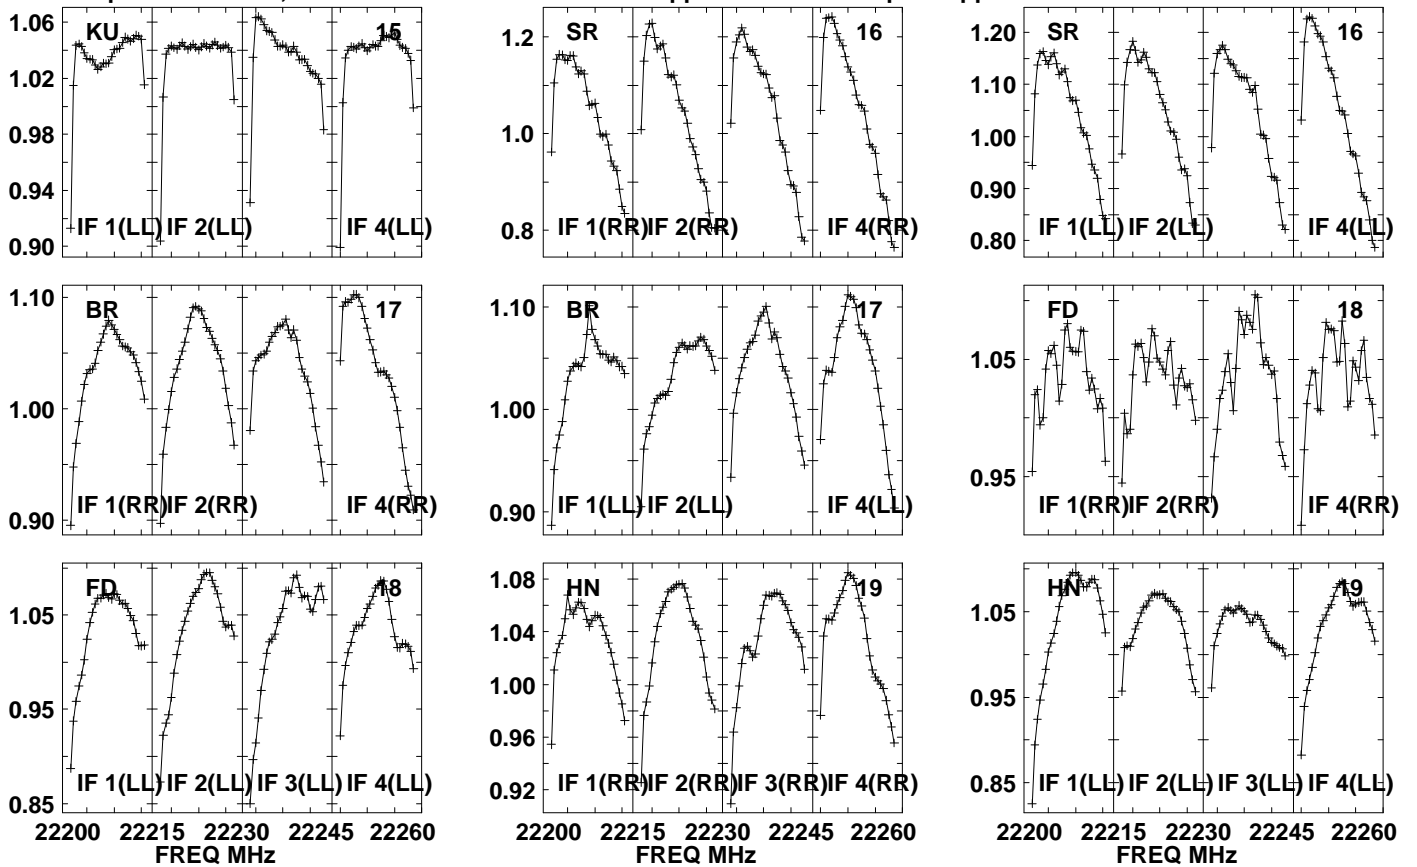 KU 15
1.06
1.02
0.98
0.94
0.90
IF 1(LL) IF 2(LL) IF 4(LL)
SR 16
1.2
1.0
0.8
IF 1(RR) IF 2(RR) IF 4(RR)
SR 16
1.20
1.10
1.00
0.90
0.80
IF 1(LL) IF 2(LL) IF 4(LL)
BR 17
1.10
1.00
0.90
IF 1(RR) IF 2(RR) IF 4(RR)
BR 17
1.10
1.00
0.90
IF 1(LL) IF 2(LL) IF 4(LL)
FD 18
1.05
0.95
IF 1(RR) IF 2(RR) IF 4(RR)
FD 18
1.05
0.95
0.85
IF 1(LL) IF 2(LL) IF 3(LL) IF 4(LL)
22200 22215 22230 22245 22260
FREQ MHz
HN 19
1.08
1.04
1.00
0.96
0.92
IF 1(RR) IF 2(RR) IF 3(RR) IF 4(RR)
22200 22215 22230 22245 22260
FREQ MHz
HN 19
1.05
0.95
0.85
IF 1(LL) IF 2(LL) IF 3(LL) IF 4(LL)
22200 22215 22230 22245 22260
FREQ MHz